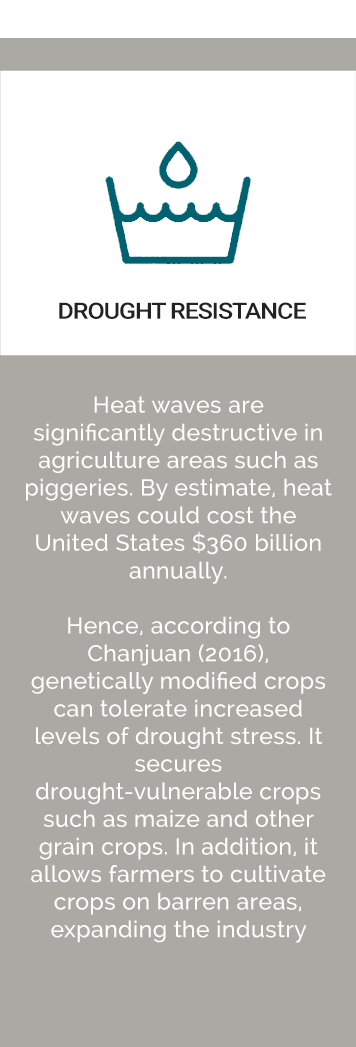 DROUGHT RESISTANCE
Heat waves are
significantly destructive in
agriculture areas such as
piggeries. By estimate, heat
waves could cost the
United States $360 billion
annually.
Hence, according to
Chanjuan (2016),
genetically modified crops
can tolerate increased
levels of drought stress. It
secures
drought-vulnerable crops
such as maize and other
grain crops. In addition, it
allows farmers to cultivate
crops on barren areas,
expanding the industry